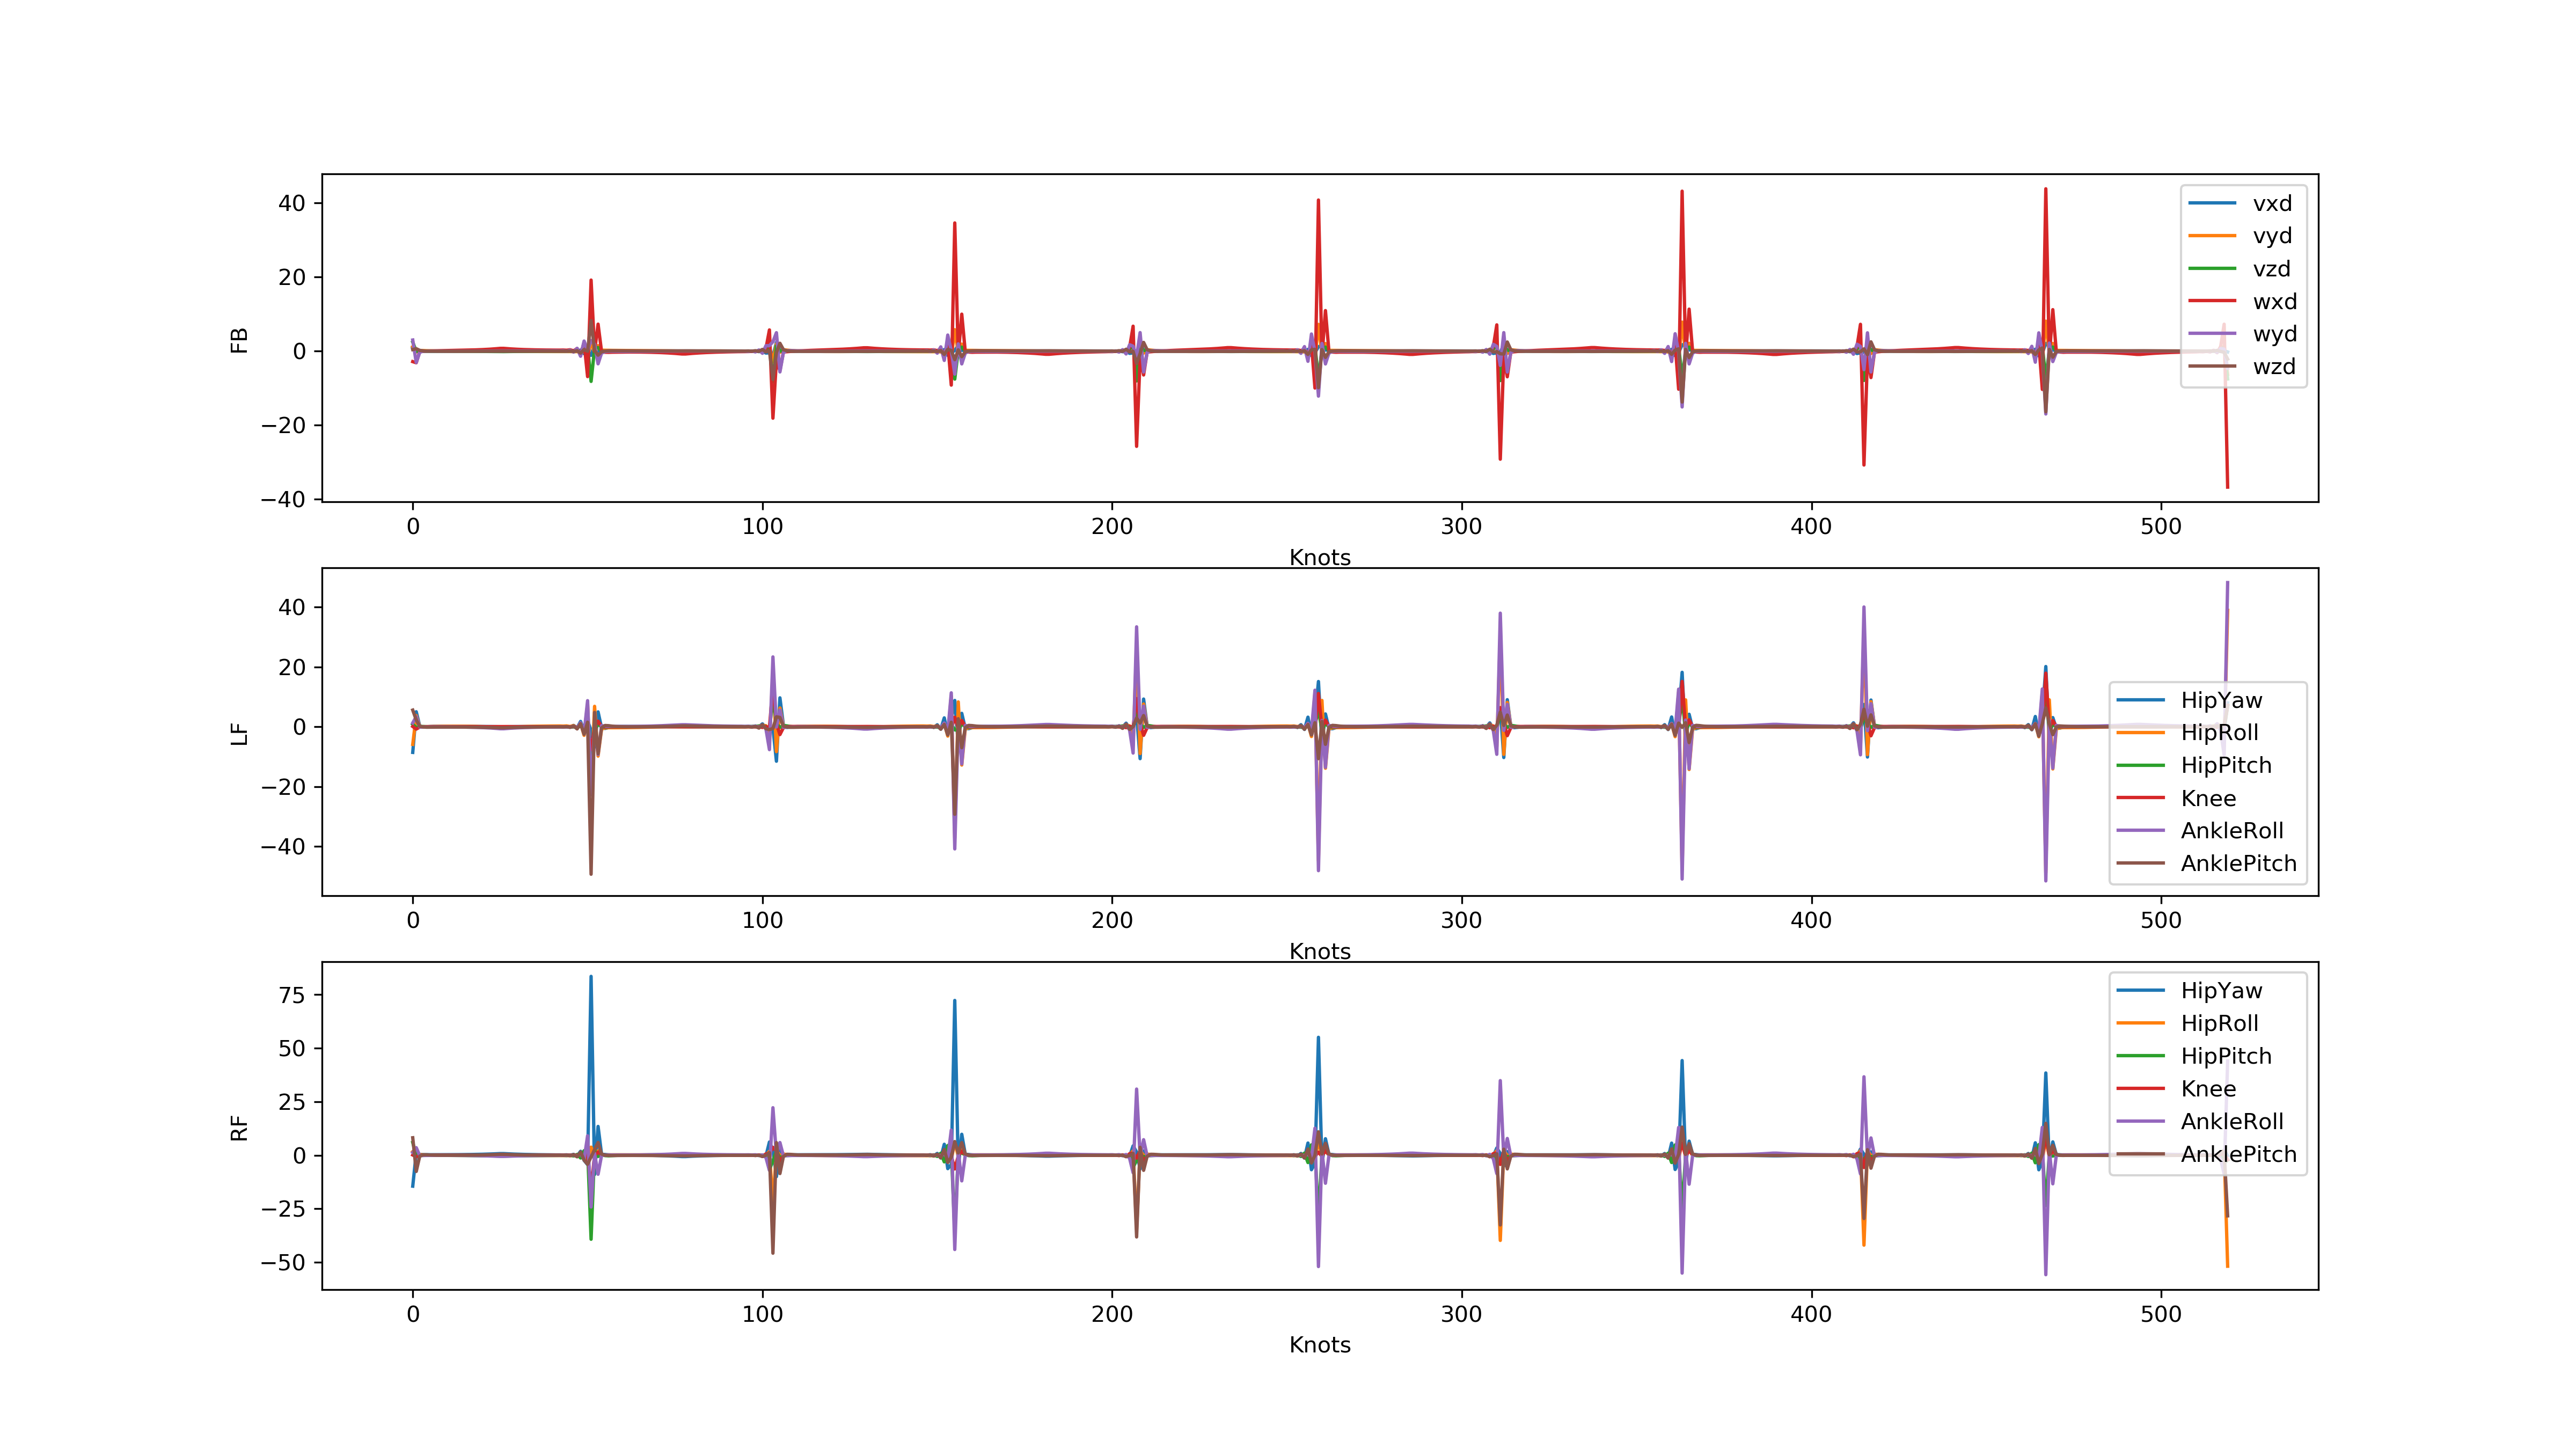 40
20
0
−20
−40
FB
0 100 200 300 400 500
Knots
vxd
vyd
vzd
wxd
wyd
wzd
40
20
0
−20
−40
LF
0 100 200 300 400 500
Knots
HipYaw
HipRoll
HipPitch
Knee
AnkleRoll
AnklePitch
75
50
25
0
−25
−50
RF
0 100 200 300 400 500
Knots
HipYaw
HipRoll
HipPitch
Knee
AnkleRoll
AnklePitch